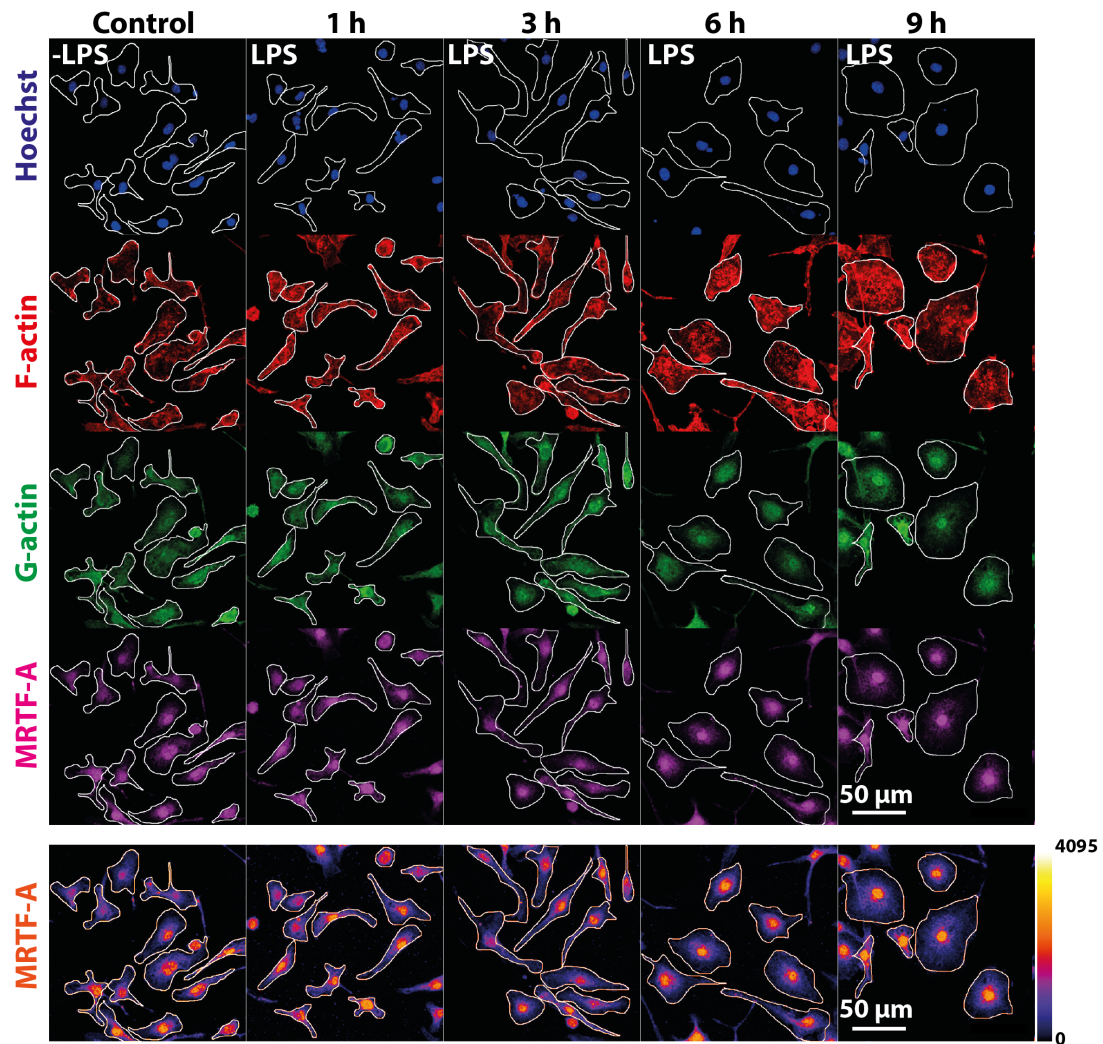 Control 1 h 3 h 6 h 9 h
-LPS LPS LPS LPS LPS
Hoechst
F-actin
G-actin
MRTF-A
50 µm
4095
MRTF-A
50 µm
0